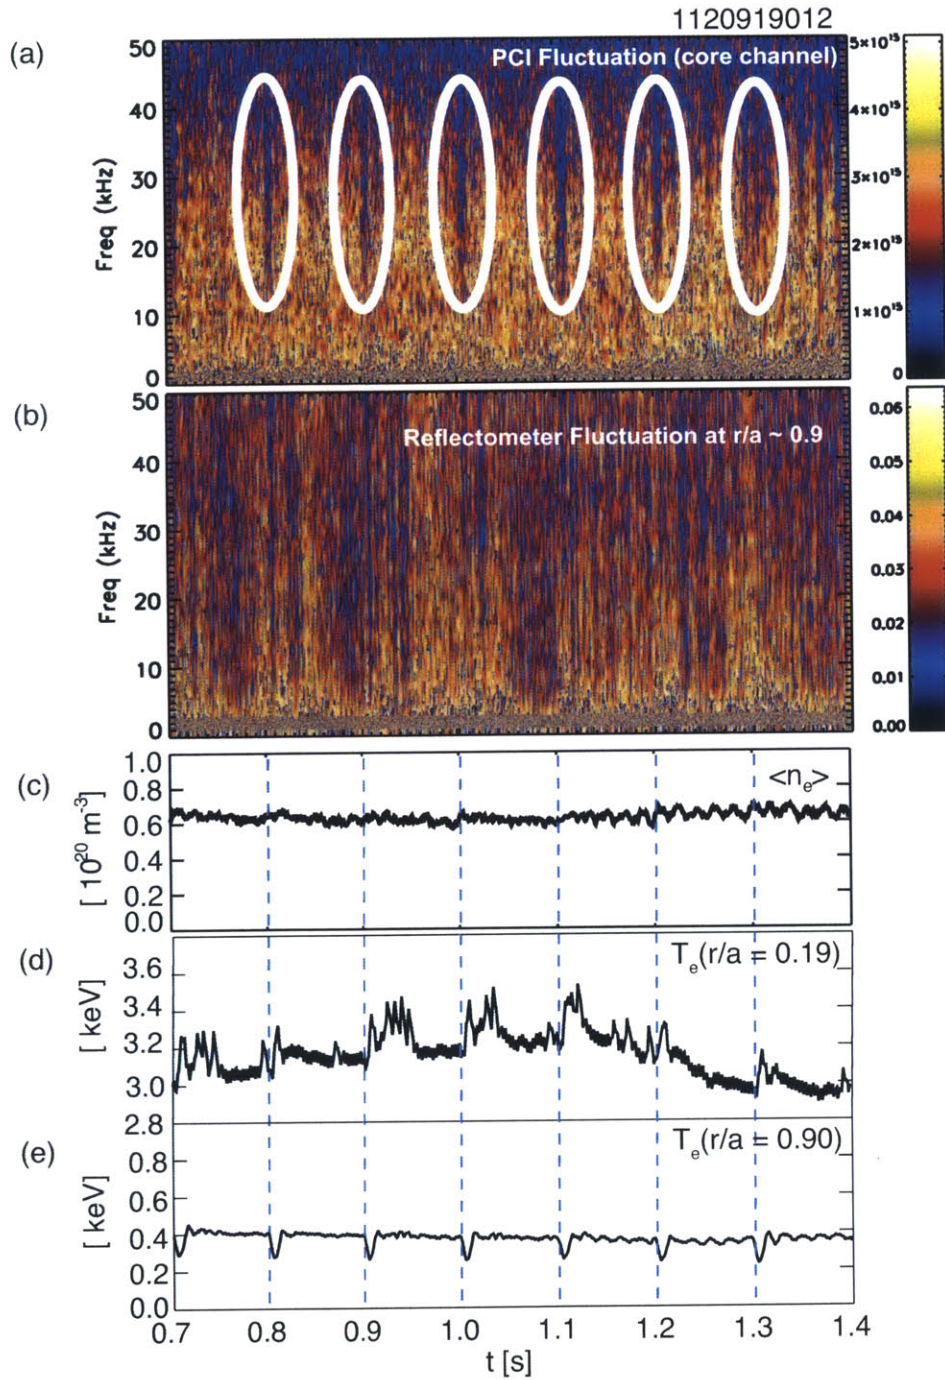 1120919012
(a)
PCI Fluctuation (core channel)
Freq (kHz)
50
40
30
20
10
0
5×10¹⁵
4×10¹⁵
3×10¹⁵
2×10¹⁵
1×10¹⁵
0
(b)
Reflectometer Fluctuation at r/a ~ 0.9
Freq (kHz)
50
40
30
20
10
0
0.06
0.05
0.04
0.03
0.02
0.01
0.00
(c)
<nₑ>
[ 10²⁰ m⁻³ ]
1.0
0.8
0.6
0.4
0.2
0.0
(d)
Tₑ(r/a = 0.19)
[ keV]
3.6
3.4
3.2
3.0
2.8
(e)
Tₑ(r/a = 0.90)
[ keV]
0.8
0.6
0.4
0.2
0.0
0.7 0.8 0.9 1.0 1.1 1.2 1.3 1.4
t [s]